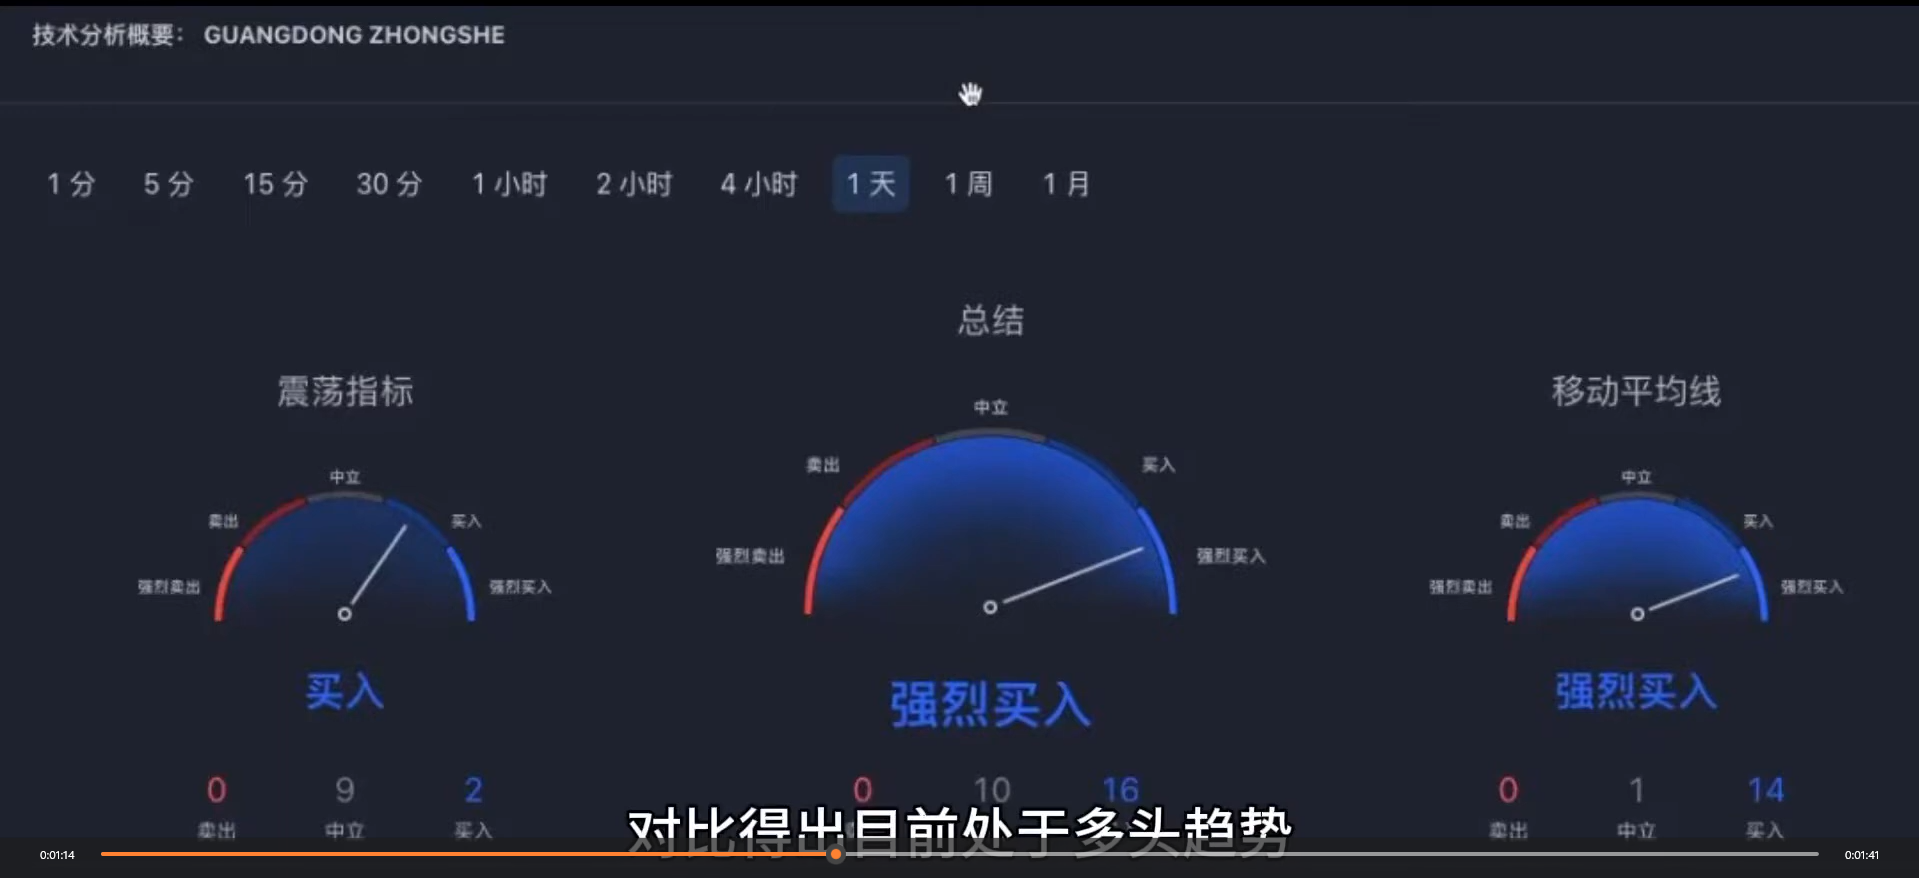 技术分析概要： GUANGDONG ZHONGSHE
1 分 5 分 15 分 30 分 1 小时 2 小时 4 小时 1 天 1 周 1 月
总结
震荡指标
移动平均线
中立
卖出
买入
强烈卖出
强烈买入
中立
卖出
买入
强烈卖出
强烈买入
中立
卖出
买入
强烈卖出
强烈买入
买入
强烈买入
强烈买入
0 9 2
卖出 中立 买入
0 10 16
0 1 14
卖出 中立 买入
对比得出目前处于多头趋势
0:01:14
0:01:41